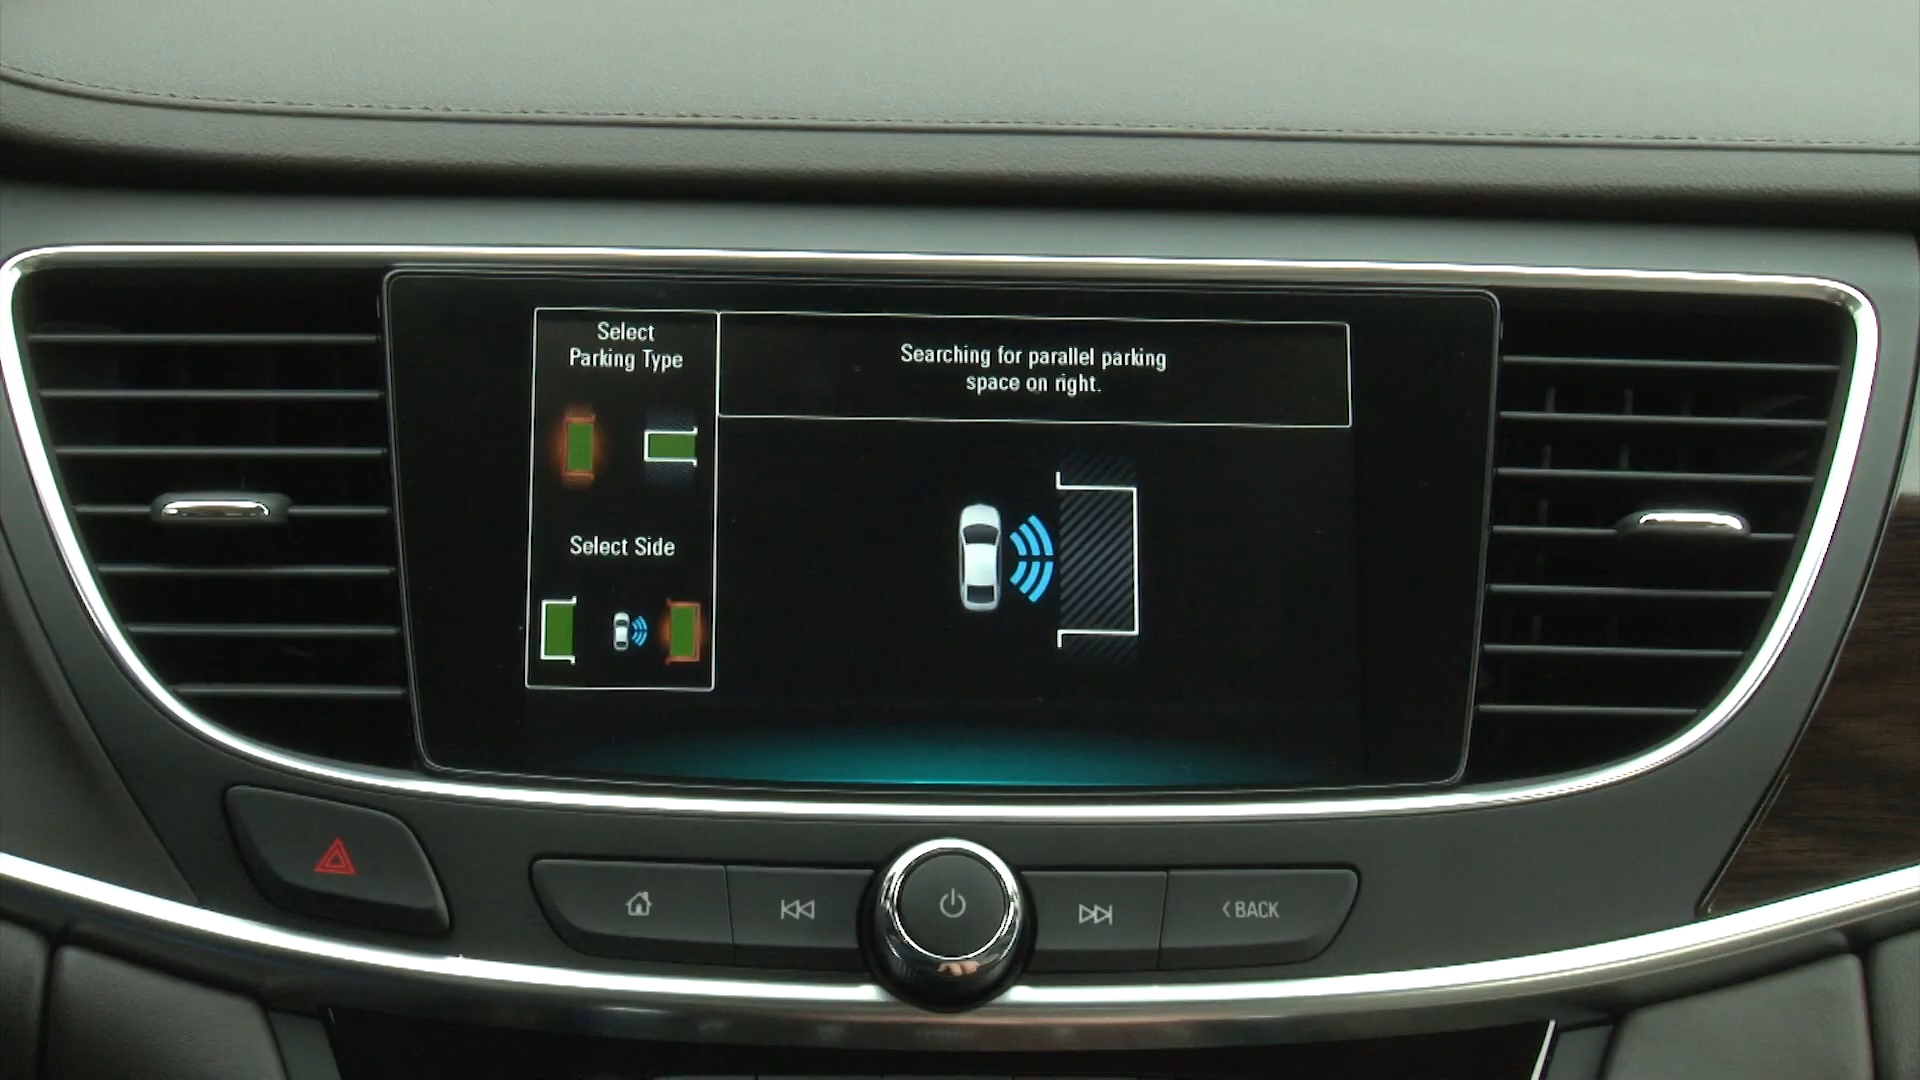 Select
Parking Type
Searching for parallel parking
space on right.
Select Side
<BACK